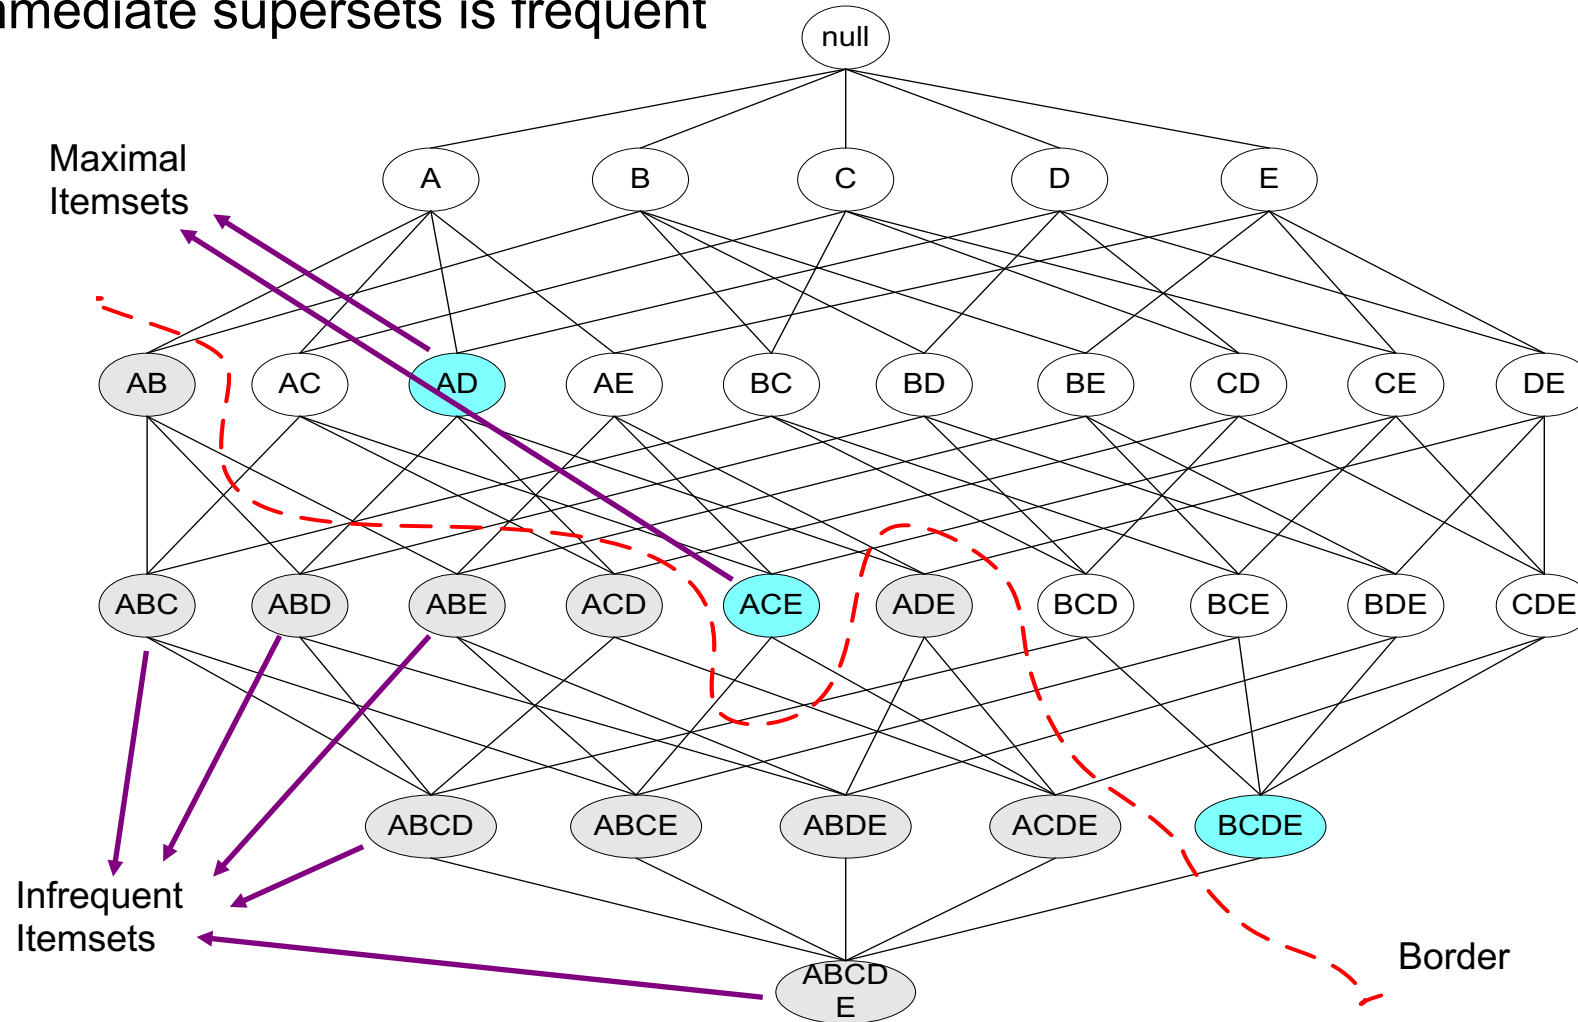 mmediate supersets is frequent
null
Maximal
Itemsets
A B C D E
AB AC AD AE BC BD BE CD CE DE
ABC ABD ABE ACD ACE ADE BCD BCE BDE CDE
ABCD ABCE ABDE ACDE BCDE
Infrequent
Itemsets
Border
ABCD
E